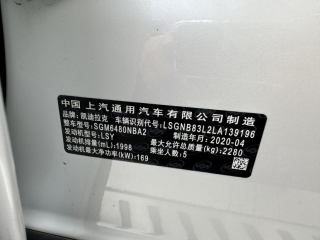 中国 上汽通用汽车有限公司制造
品牌：凯迪拉克 车辆识别代号：LSGNB83L2LA139196
整车型号：SGM6480NBA2 制造年月：2020-04
发动机型号：LSY 最大允许总质量(kg)：2280
发动机排量(mL)：1998 乘坐人数：5
发动机最大净功率(kW)：169